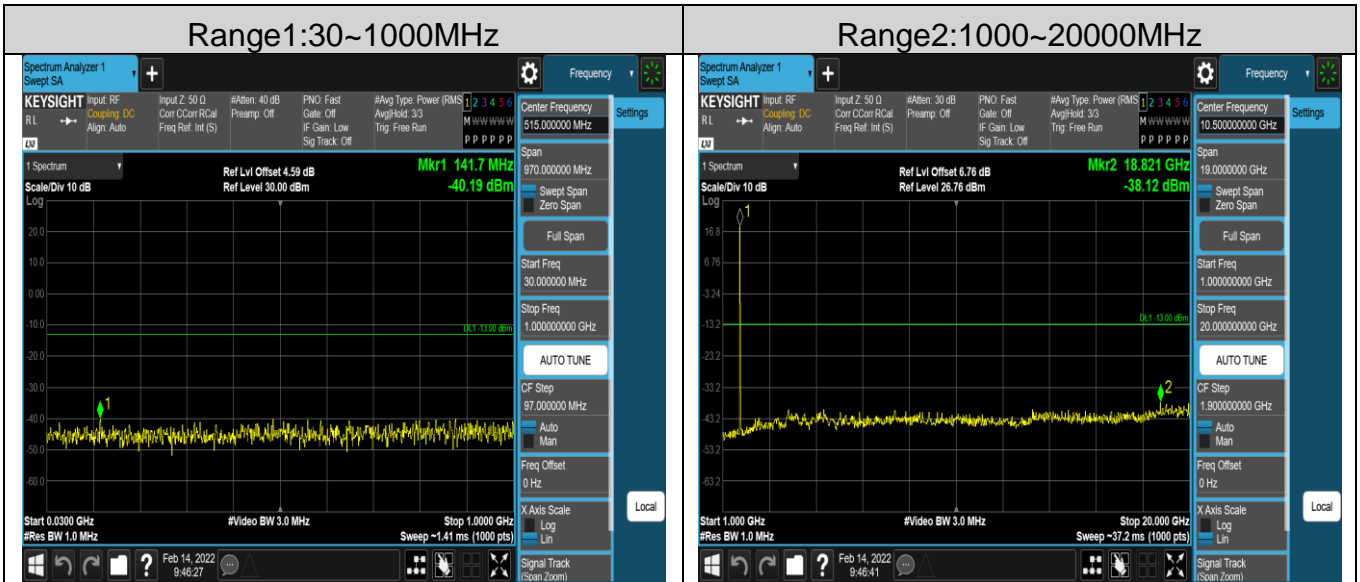 Range1:30~1000MHz
Spectrum Analyzer 1
Swept SA
Frequency
Settings
KEYSIGHT
RL
Input: RF
Coupling: DC
Align: Auto
Input Z: 50 Ω
Corr CCorr RCal
Freq Ref: Int (S)
#Atten: 40 dB
Preamp: Off
PNO: Fast
Gate: Off
IF Gain: Low
Sig Track: Off
#Avg Type: Power (RMS
Avg|Hold: 3/3
Trig: Free Run
1 2 3 4 5 6
M W W W W W
P P P P P P
1 Spectrum
Scale/Div 10 dB
Log
Ref Lvl Offset 4.59 dB
Ref Level 30.00 dBm
Mkr1 141.7 MHz
-40.19 dBm
20.0
10.0
0.00
-10.0
-20.0
-30.0
-40.0
-50.0
-60.0
DL1 -13.00 dBm
1
Start 0.0300 GHz
#Res BW 1.0 MHz
#Video BW 3.0 MHz
Stop 1.0000 GHz
Sweep ~1.41 ms (1000 pts)
Center Frequency
515.000000 MHz
Span
970.000000 MHz
Swept Span
Zero Span
Full Span
Start Freq
30.000000 MHz
Stop Freq
1.000000000 GHz
AUTO TUNE
CF Step
97.000000 MHz
Auto
Man
Freq Offset
0 Hz
X Axis Scale
Log
Lin
Signal Track
(Span Zoom)
Local
Feb 14, 2022
9:46:27
Range2:1000~20000MHz
Spectrum Analyzer 1
Swept SA
Frequency
Settings
KEYSIGHT
RL
Input: RF
Coupling: DC
Align: Auto
Input Z: 50 Ω
Corr CCorr RCal
Freq Ref: Int (S)
#Atten: 30 dB
Preamp: Off
PNO: Fast
Gate: Off
IF Gain: Low
Sig Track: Off
#Avg Type: Power (RMS
Avg|Hold: 3/3
Trig: Free Run
1 2 3 4 5 6
M W W W W W
P P P P P P
1 Spectrum
Scale/Div 10 dB
Log
Ref Lvl Offset 6.76 dB
Ref Level 26.76 dBm
Mkr2 18.821 GHz
-38.12 dBm
16.8
6.76
-3.24
-13.2
-23.2
-33.2
-43.2
-53.2
-63.2
DL1 -13.00 dBm
1
2
Start 1.000 GHz
#Res BW 1.0 MHz
#Video BW 3.0 MHz
Stop 20.000 GHz
Sweep ~37.2 ms (1000 pts)
Center Frequency
10.500000000 GHz
Span
19.0000000 GHz
Swept Span
Zero Span
Full Span
Start Freq
1.000000000 GHz
Stop Freq
20.000000000 GHz
AUTO TUNE
CF Step
1.900000000 GHz
Auto
Man
Freq Offset
0 Hz
X Axis Scale
Log
Lin
Signal Track
(Span Zoom)
Local
Feb 14, 2022
9:46:41